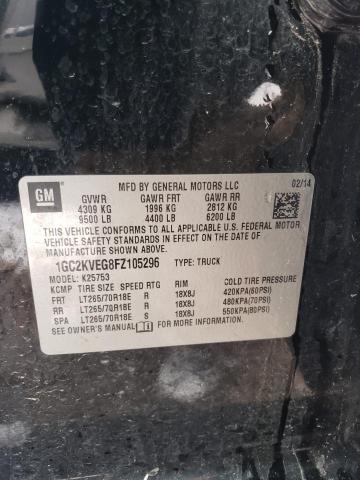 MFD BY GENERAL MOTORS LLC 02/14
GM
GVWR GAWR FRT GAWR RR
4309 KG 1996 KG 2812 KG
9500 LB 4400 LB 6200 LB
THIS VEHICLE CONFORMS TO ALL APPLICABLE U.S. FEDERAL MOTOR
VEHICLE SAFETY STANDARDS IN EFFECT ON THE DATE OF
MANUFACTURE SHOWN ABOVE.
1GC2KVEG8FZ105296 TYPE: TRUCK
MODEL: K25753
KCMP TIRE SIZE SPEED RTG RIM COLD TIRE PRESSURE
FRT LT265/70R18E R 18X8J 420KPA(60PSI)
RR LT265/70R18E R 18X8J 480KPA(70PSI)
SPA LT265/70R18E S 18X8J 550KPA(80PSI)
SEE OWNER'S MANUAL FOR MORE INFORMATION.